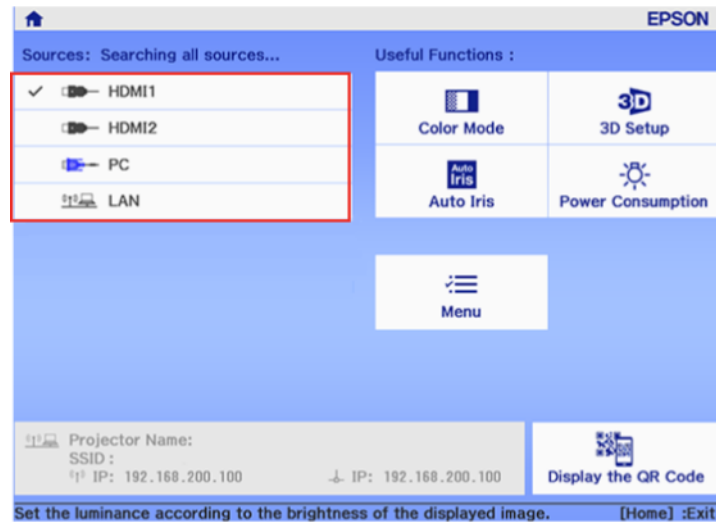 EPSON
Sources: Searching all sources...
HDMI1
HDMI2
PC
LAN
Useful Functions :
Color Mode
3D
3D Setup
Auto
Iris
Auto Iris
Power Consumption
Menu
Projector Name:
SSID :
IP: 192.168.200.100
IP: 192.168.200.100
Display the QR Code
Set the luminance according to the brightness of the displayed image.
[Home] :Exit